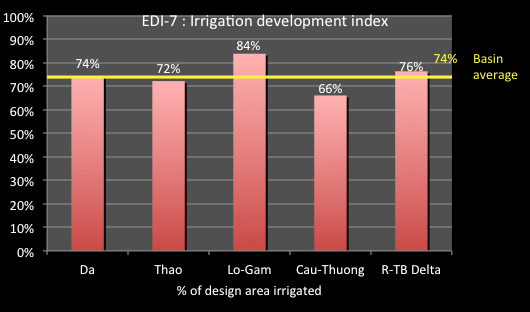 EDI-7 : Irrigation development index
100%
90%
80%
70%
60%
50%
40%
30%
20%
10%
0%
74%
72%
84%
66%
76%
74%
Basin
average
Da
Thao
Lo-Gam
Cau-Thuong
R-TB Delta
% of design area irrigated